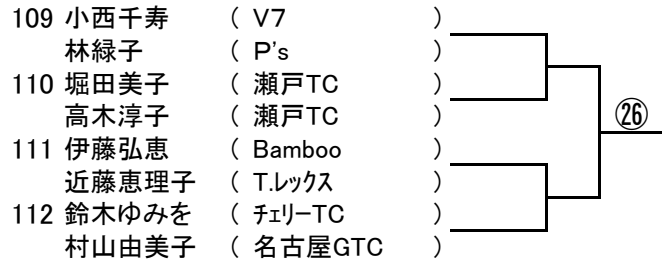 109 小西千寿 ( V7 )
林緑子 ( P's )
110 堀田美子 ( 瀬戸TC )
高木淳子 ( 瀬戸TC )
㉖
111 伊藤弘恵 ( Bamboo )
近藤恵理子 ( T.レックス )
112 鈴木ゆみを ( チェリーTC )
村山由美子 ( 名古屋GTC )